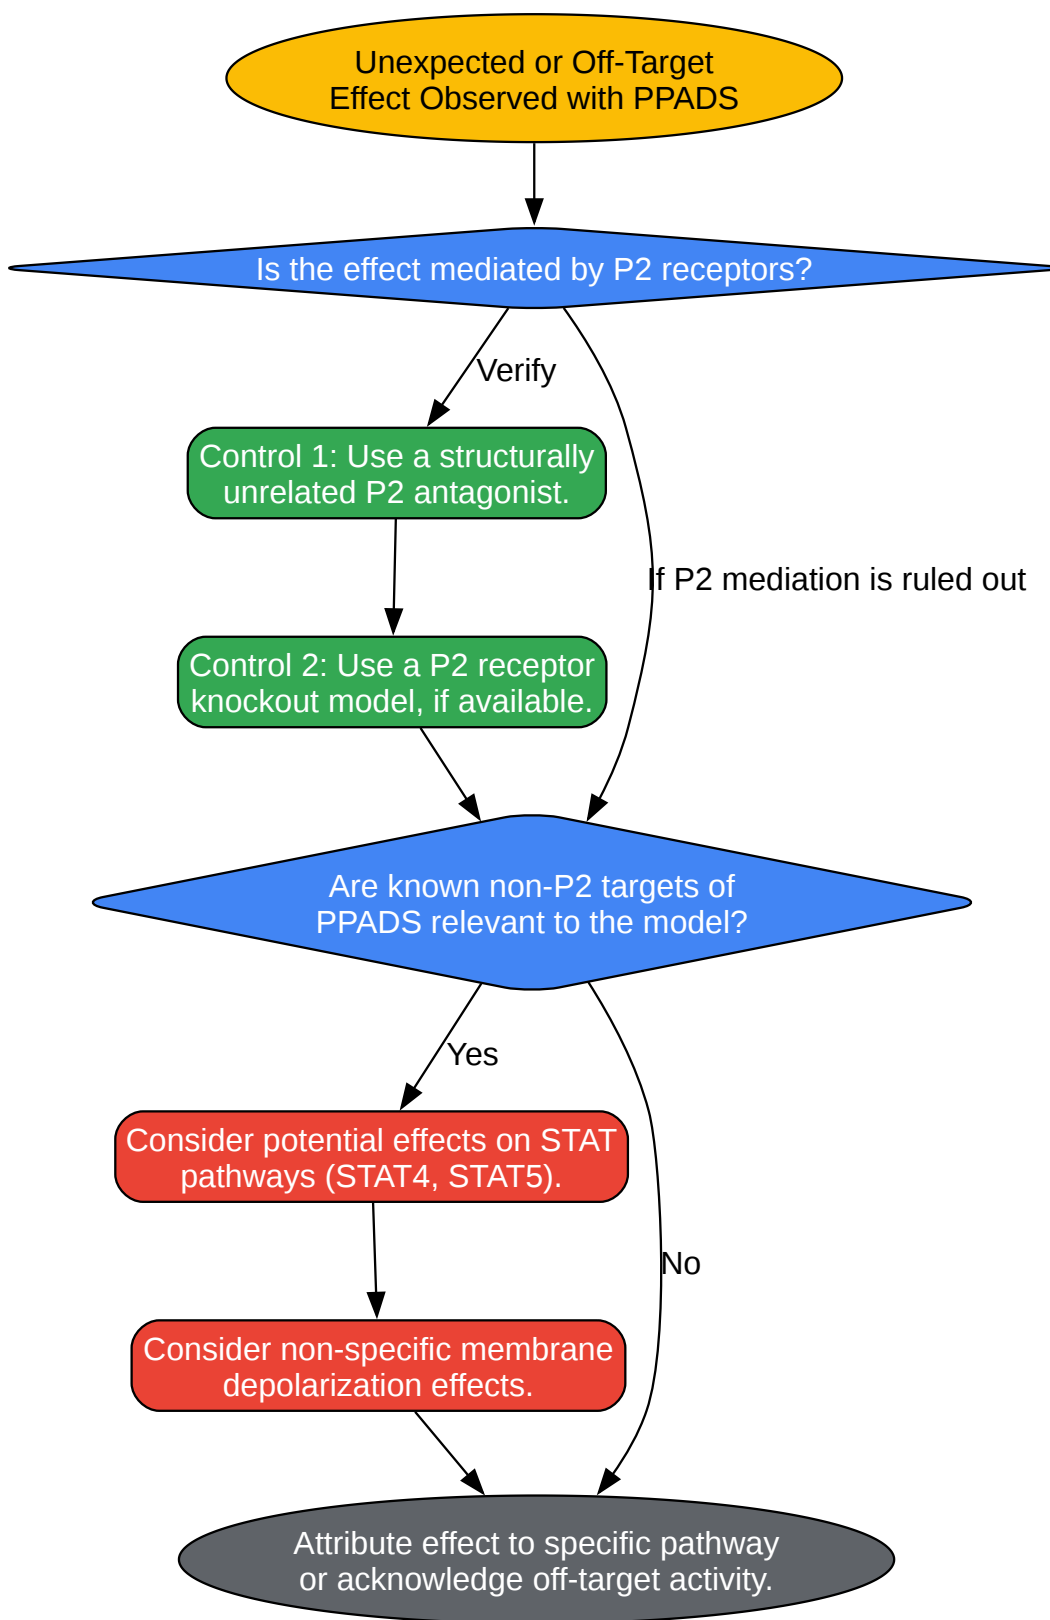 Unexpected or Off-Target
Effect Observed with PPADS
Is the effect mediated by P2 receptors?
Verify
Control 1: Use a structurally
unrelated P2 antagonist.
If P2 mediation is ruled out
Control 2: Use a P2 receptor
knockout model, if available.
Are known non-P2 targets of
PPADS relevant to the model?
Yes
Consider potential effects on STAT
pathways (STAT4, STAT5).
No
Consider non-specific membrane
depolarization effects.
Attribute effect to specific pathway
or acknowledge off-target activity.